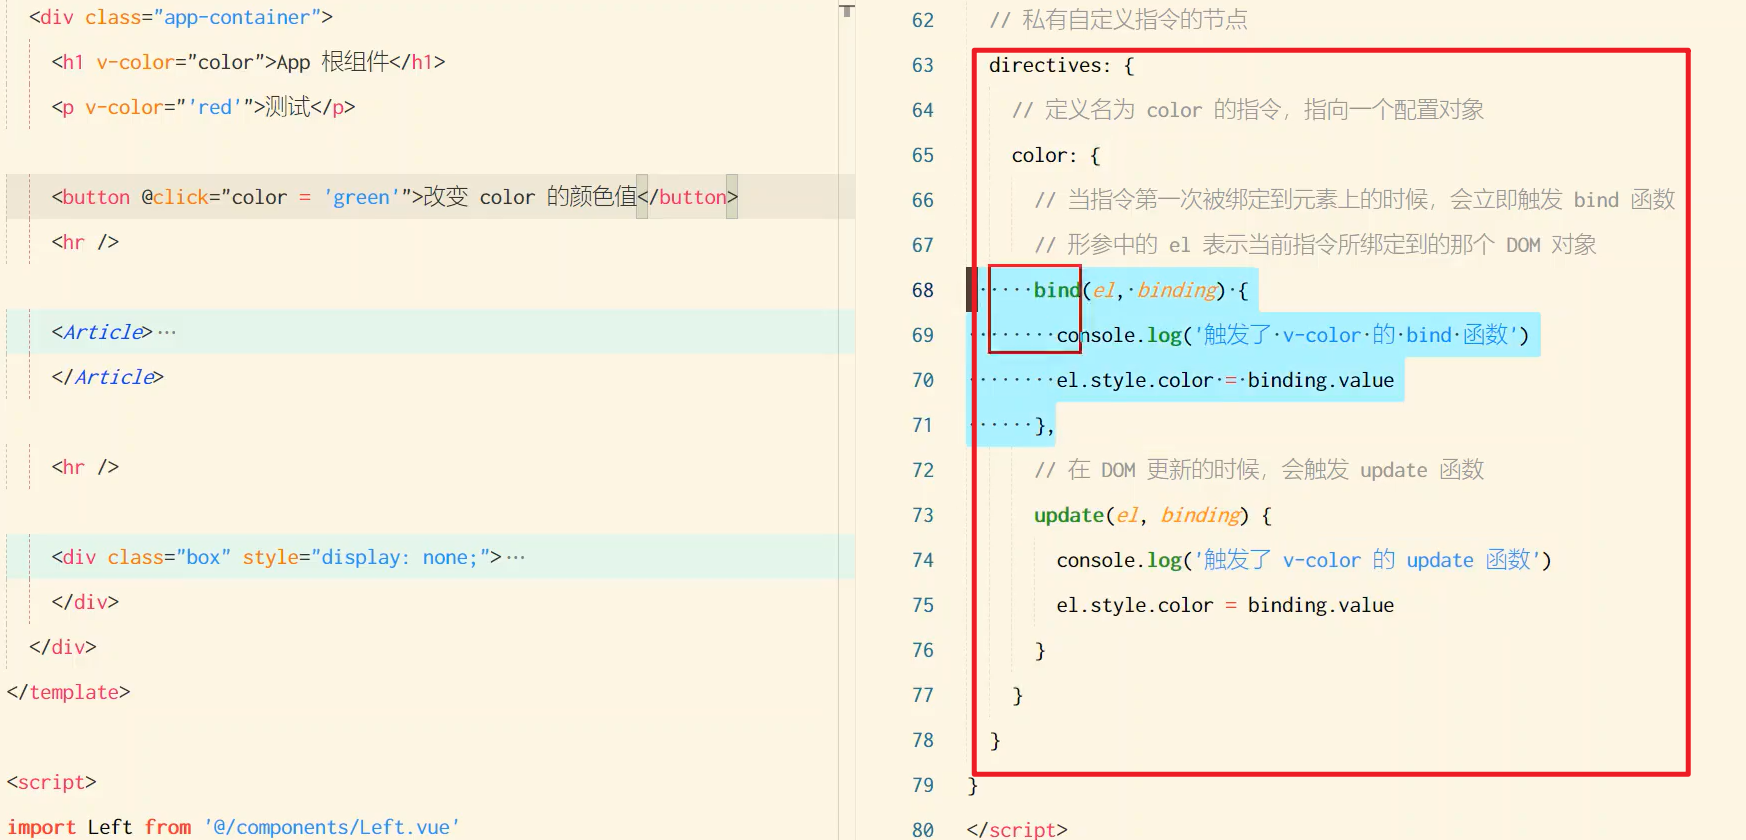 <div class="app-container">
<h1 v-color="color">App 根组件</h1>
<p v-color="'red'">测试</p>
<button @click="color = 'green'">改变 color 的颜色值</button>
<hr />
<Article>···
</Article>
<hr />
<div class="box" style="display: none;">···
</div>
</div>
</template>
<script>
import Left from '@/components/Left.vue'
62 // 私有自定义指令的节点
63 directives: {
64 // 定义名为 color 的指令，指向一个配置对象
65 color: {
66 // 当指令第一次被绑定到元素上的时候，会立即触发 bind 函数
67 // 形参中的 el 表示当前指令所绑定到的那个 DOM 对象
68 bind(el, binding) {
69 console.log('触发了 v-color 的 bind 函数')
70 el.style.color = binding.value
71 },
72 // 在 DOM 更新的时候，会触发 update 函数
73 update(el, binding) {
74 console.log('触发了 v-color 的 update 函数')
75 el.style.color = binding.value
76 }
77 }
78 }
79 }
80 </script>